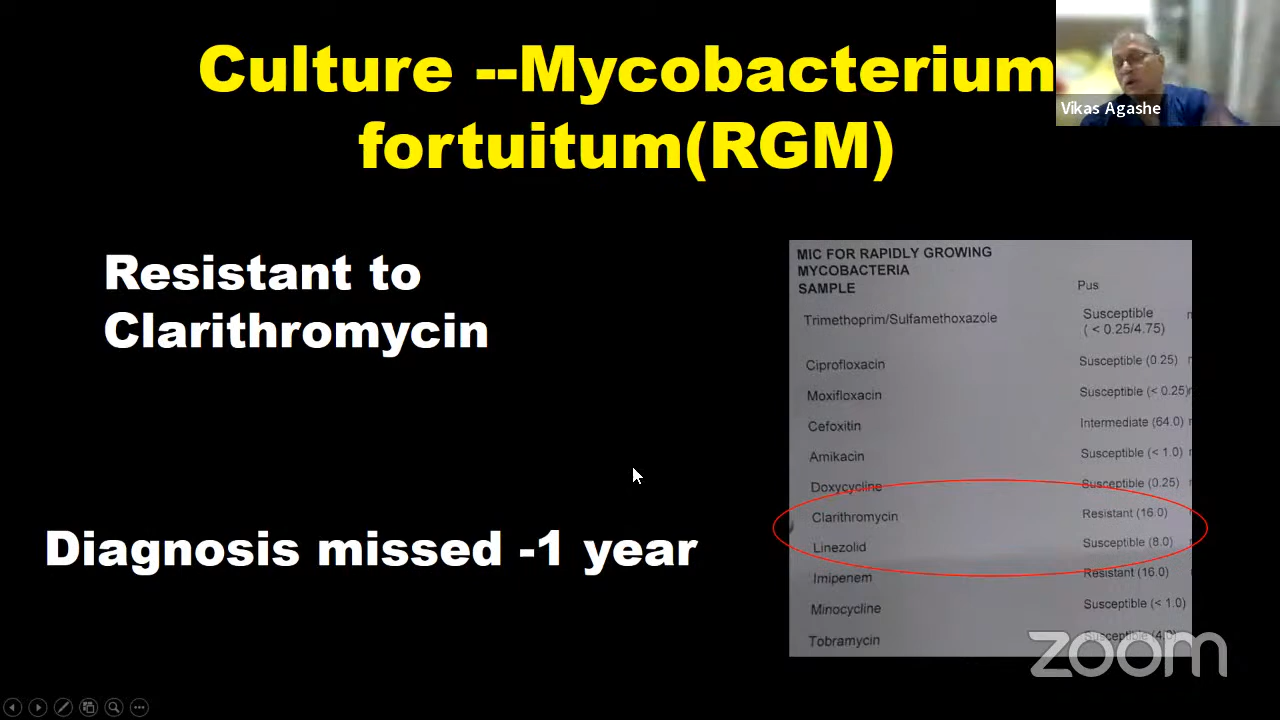 Culture --Mycobacterium
fortuitum(RGM)
Vikas Agashe
Resistant to
Clarithromycin
Diagnosis missed -1 year
MIC FOR RAPIDLY GROWING
MYCOBACTERIA
SAMPLE Pus
Trimethoprim/Sulfamethoxazole Susceptible
( < 0.25/4.75)
Ciprofloxacin Susceptible (0.25)
Moxifloxacin Susceptible (< 0.25)
Cefoxitin Intermediate (64.0)
Amikacin Susceptible (< 1.0)
Doxycycline Susceptible (0.25)
Clarithromycin Resistant (16.0)
Linezolid Susceptible (8.0)
Imipenem Resistant (16.0)
Minocycline Susceptible (< 1.0)
Tobramycin Susceptible (4.0)
zoom